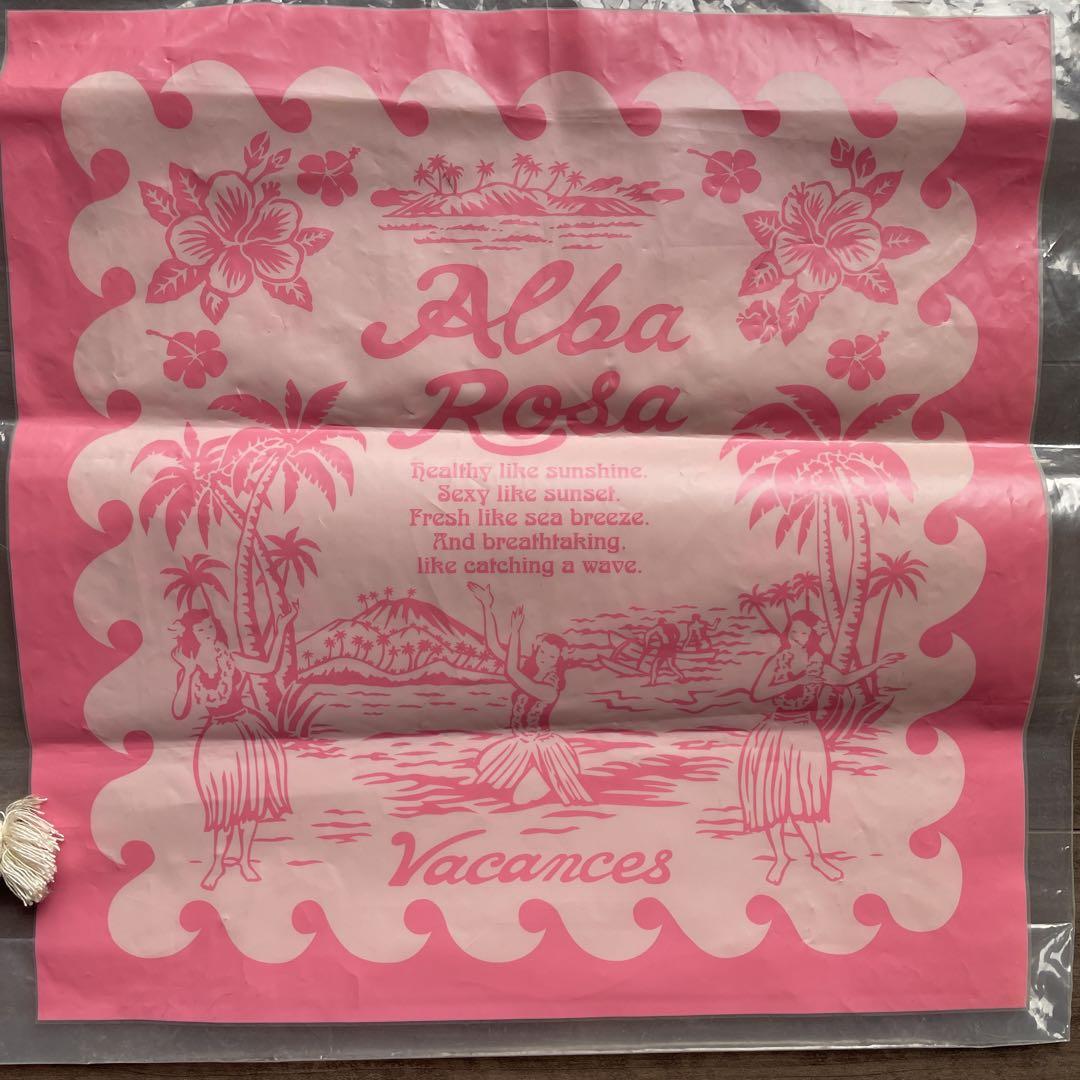 Alba
Rosa
Healthy like sunshine.
Sexy like sunset.
Fresh like sea breeze.
And breathtaking,
like catching a wave.
Vacances